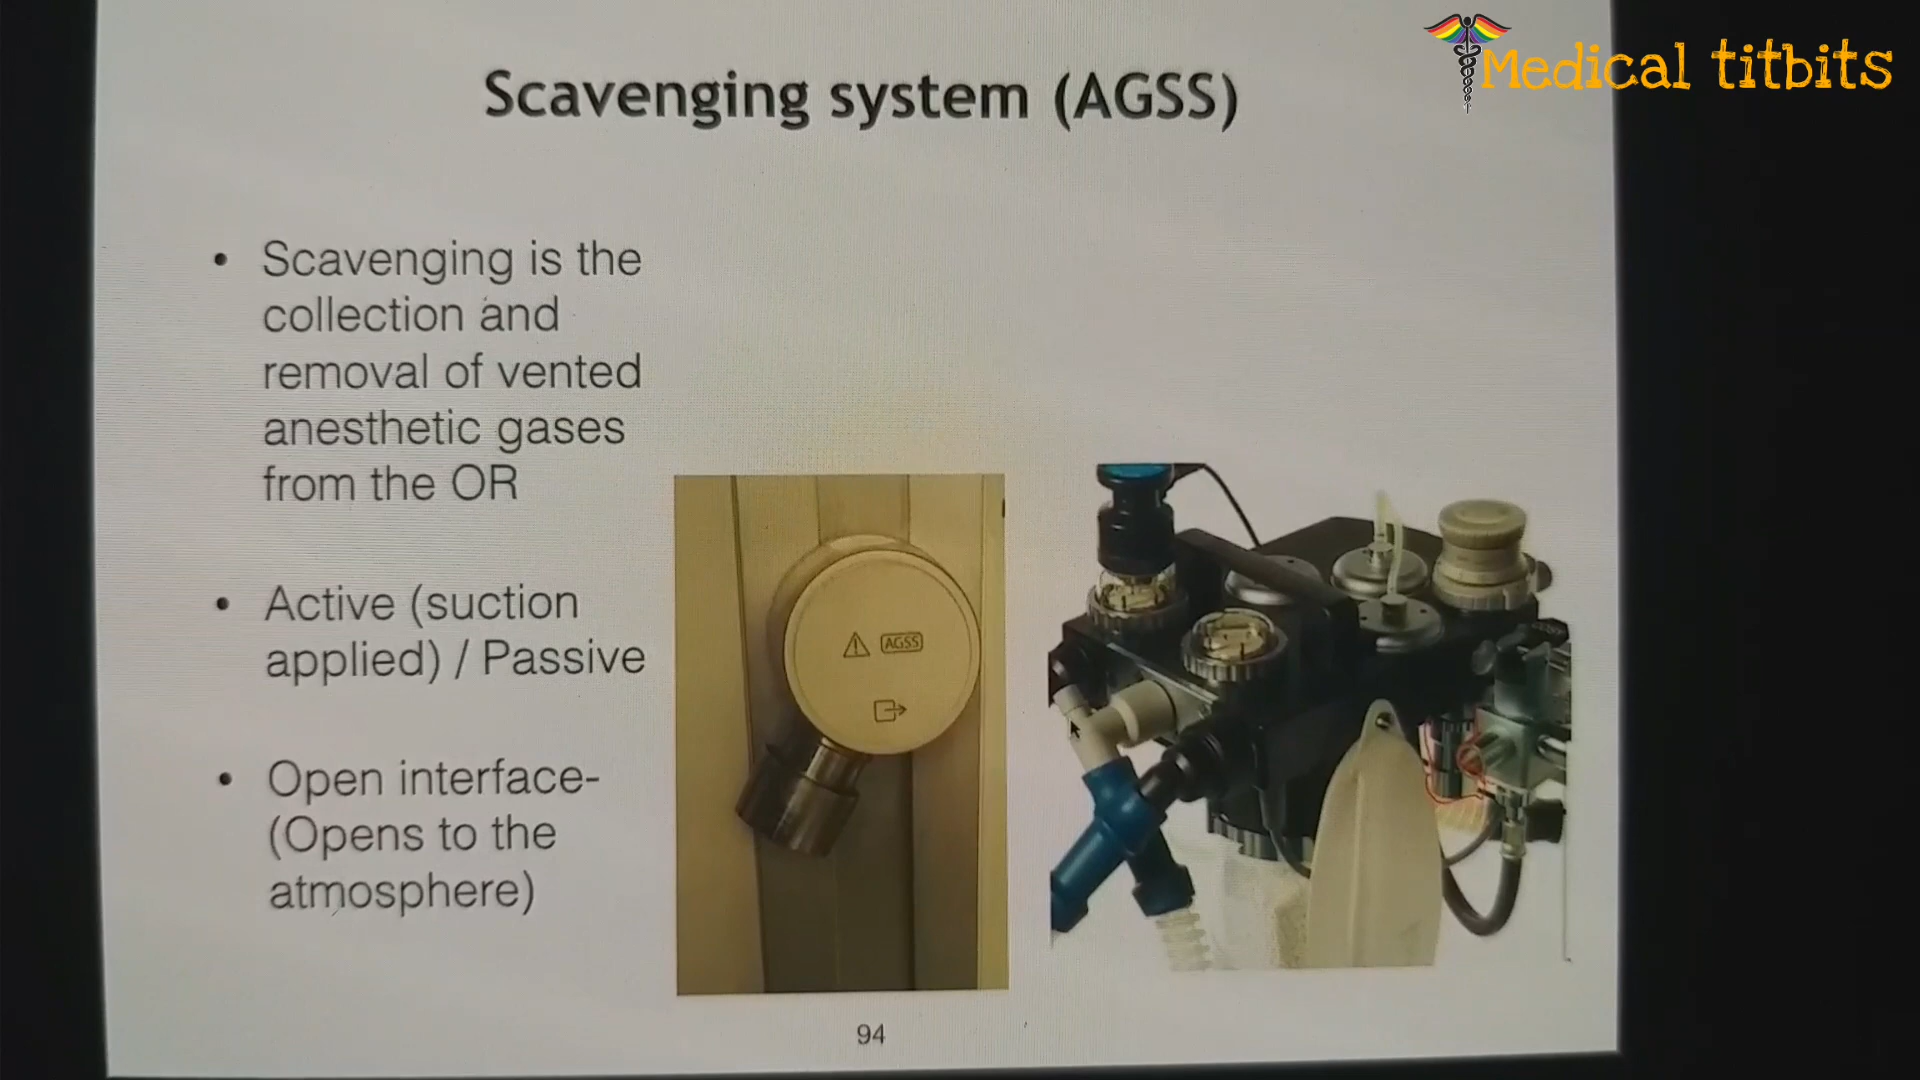 Medical titbits
Scavenging system (AGSS)
• Scavenging is the
collection and
removal of vented
anesthetic gases
from the OR
• Active (suction
applied) / Passive
• Open interface-
(Opens to the
atmosphere)
AGSS
94